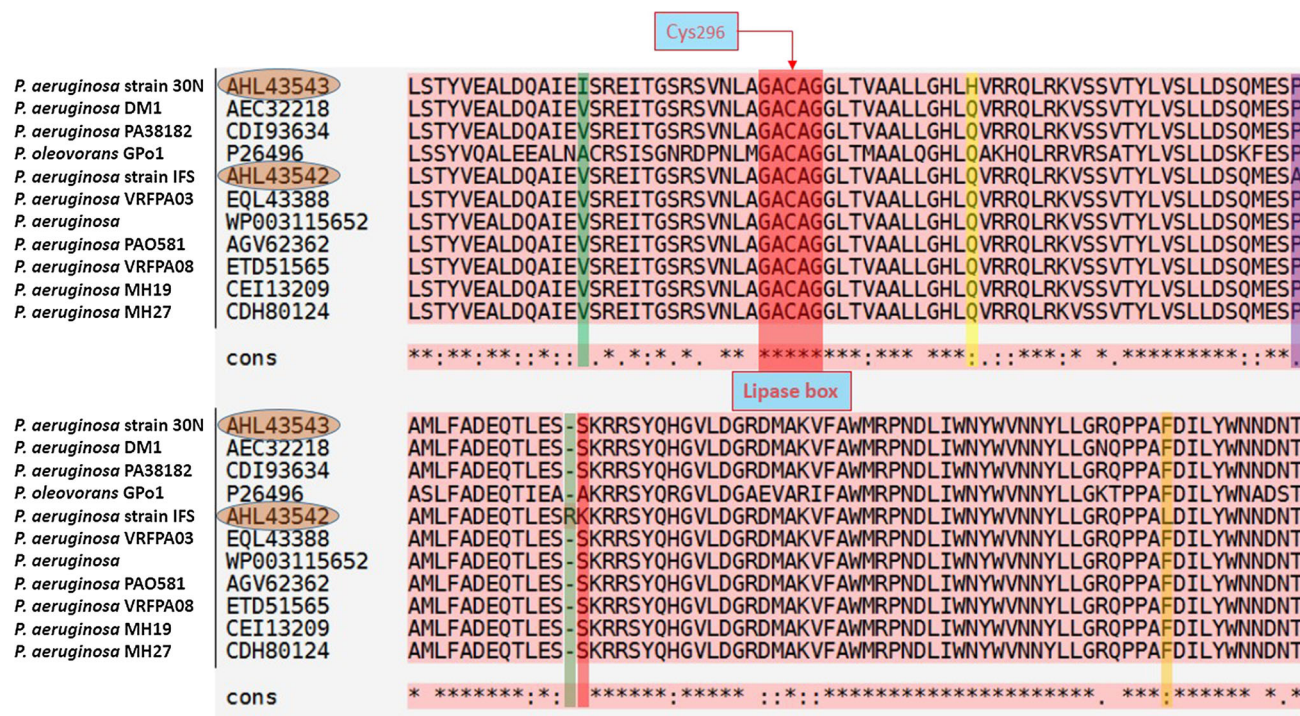 Cys296
P. aeruginosa strain 30N AHL43543 LSTYVEALDQAIEISREITGSRSVNLAGACAGGLTVAALLGHLHVRRQLRKVSSVTYLVSLLDSQMESP
P. aeruginosa DM1 AEC32218 LSTYVEALDQAIEVSREITGSRSVNLAGACAGGLTVAALLGHLQVRRQLRKVSSVTYLVSLLDSQMESP
P. aeruginosa PA38182 CDI93634 LSTYVEALDQAIEVSREITGSRSVNLAGACAGGLTVAALLGHLQVRRQLRKVSSVTYLVSLLDSQMESP
P. oleovorans GPo1 P26496 LSSYVQALEEALNACRSISGNRDPNLMGACAGGLTMAALQGHLQAKHQLRRVRSATYLVSLLDSKFESP
P. aeruginosa strain IFS AHL43542 LSTYVEALDQAIEVSREITGSRSVNLAGACAGGLTVAALLGHLQVRRQLRKVSSVTYLVSLLDSQMESA
P. aeruginosa VRFPA03 EQL43388 LSTYVEALDQAIEVSREITGSRSVNLAGACAGGLTVAALLGHLQVRRQLRKVSSVTYLVSLLDSQMESP
P. aeruginosa WP003115652 LSTYVEALDQAIEVSREITGSRSVNLAGACAGGLTVAALLGHLQVRRQLRKVSSVTYLVSLLDSQMESP
P. aeruginosa PAO581 AGV62362 LSTYVEALDQAIEVSREITGSRSVNLAGACAGGLTVAALLGHLQVRRQLRKVSSVTYLVSLLDSQMESP
P. aeruginosa VRFPA08 ETD51565 LSTYVEALDQAIEVSREITGSRSVNLAGACAGGLTVAALLGHLQVRRQLRKVSSVTYLVSLLDSQMESP
P. aeruginosa MH19 CEI13209 LSTYVEALDQAIEVSREITGSRSVNLAGACAGGLTVAALLGHLQVRRQLRKVSSVTYLVSLLDSQMESP
P. aeruginosa MH27 CDH80124 LSTYVEALDQAIEVSREITGSRSVNLAGACAGGLTVAALLGHLQVRRQLRKVSSVTYLVSLLDSQMESP
cons **:**:**::*:: .*.*:*.*. ** ********:*** ***:.::***:* *.*********::**.
Lipase box
P. aeruginosa strain 30N AHL43543 AMLFADEQTLES-SKRRSYQHGVLDGRDMAKVFAWMRPNDLIWNYWVNNYLLGRQPPAFDILYWNNDNT
P. aeruginosa DM1 AEC32218 AMLFADEQTLES-SKRRSYQHGVLDGRDMAKVFAWMRPNDLIWNYWVNNYLLGNQPPAFDILYWNNDNT
P. aeruginosa PA38182 CDI93634 AMLFADEQTLES-SKRRSYQHGVLDGRDMAKVFAWMRPNDLIWNYWVNNYLLGRQPPAFDILYWNNDNT
P. oleovorans GPo1 P26496 ASLFADEQTIEA-AKRRSYQRGVLDGAEVARIFAWMRPNDLIWNYWVNNYLLGKTPPAFDILYWNADST
P. aeruginosa strain IFS AHL43542 AMLFADEQTLESRKKRRSYQHGVLDGRDMAKVFAWMRPNDLIWNYWVNNYLLGRQPPALDILYWNNDNT
P. aeruginosa VRFPA03 EQL43388 AMLFADEQTLES-SKRRSYQHGVLDGRDMAKVFAWMRPNDLIWNYWVNNYLLGRQPPAFDILYWNNDNT
P. aeruginosa WP003115652 AMLFADEQTLES-SKRRSYQHGVLDGRDMAKVFAWMRPNDLIWNYWVNNYLLGRQPPAFDILYWNNDNT
P. aeruginosa PAO581 AGV62362 AMLFADEQTLES-SKRRSYQHGVLDGRDMAKVFAWMRPNDLIWNYWVNNYLLGRQPPAFDILYWNNDNT
P. aeruginosa VRFPA08 ETD51565 AMLFADEQTLES-SKRRSYQHGVLDGRDMAKVFAWMRPNDLIWNYWVNNYLLGRQPPAFDILYWNNDNT
P. aeruginosa MH19 CEI13209 AMLFADEQTLES-SKRRSYQHGVLDGRDMAKVFAWMRPNDLIWNYWVNNYLLGRQPPAFDILYWNNDNT
P. aeruginosa MH27 CDH80124 AMLFADEQTLES-SKRRSYQHGVLDGRDMAKVFAWMRPNDLIWNYWVNNYLLGRQPPAFDILYWNNDNT
cons * *******:*:  ******:***** ::*::*********************. ***:****** *.*